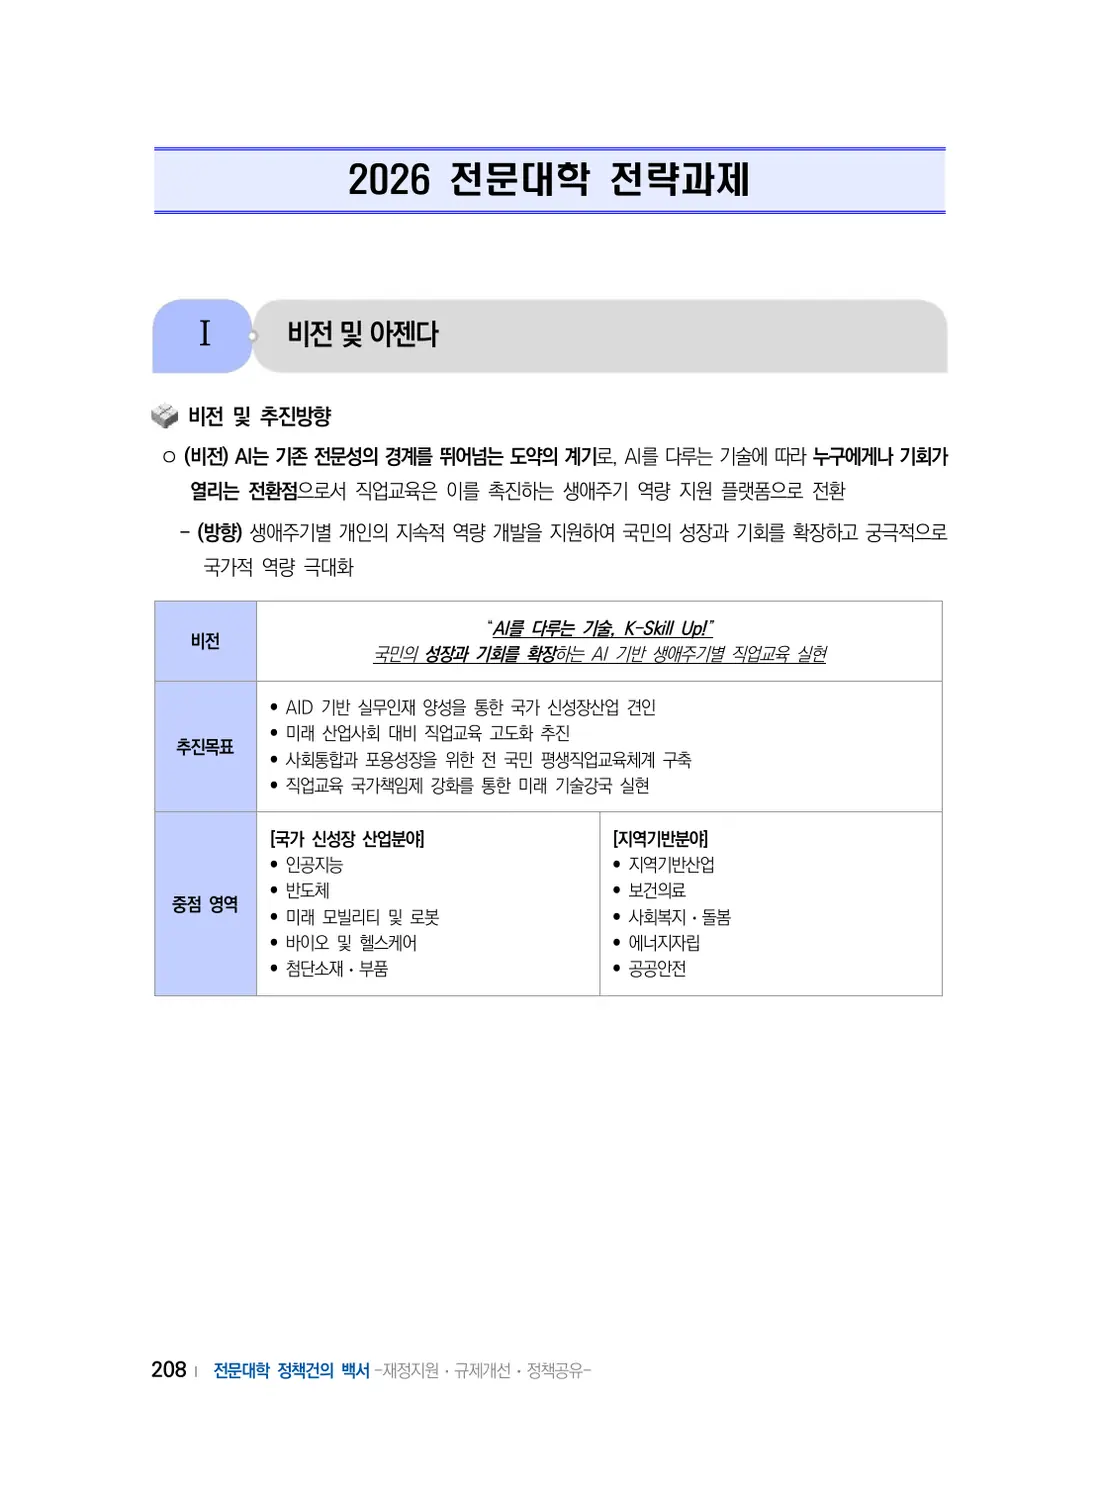 2026 전문대학 전략과제
Ⅰ
비전 및 아젠다
비전 및 추진방향
○ (비전) AI는 기존 전문성의 경계를 뛰어넘는 도약의 계기로, AI를 다루는 기술에 따라 누구에게나 기회가
열리는 전환점으로서 직업교육은 이를 촉진하는 생애주기 역량 지원 플랫폼으로 전환
- (방향) 생애주기별 개인의 지속적 역량 개발을 지원하여 국민의 성장과 기회를 확장하고 궁극적으로
국가적 역량 극대화
비전
“AI를 다루는 기술, K-Skill Up!”
국민의 성장과 기회를 확장하는 AI 기반 생애주기별 직업교육 실현
추진목표
• AID 기반 실무인재 양성을 통한 국가 신성장산업 견인
• 미래 산업사회 대비 직업교육 고도화 추진
• 사회통합과 포용성장을 위한 전 국민 평생직업교육체계 구축
• 직업교육 국가책임제 강화를 통한 미래 기술강국 실현
중점 영역
[국가 신성장 산업분야]
• 인공지능
• 반도체
• 미래 모빌리티 및 로봇
• 바이오 및 헬스케어
• 첨단소재·부품
[지역기반분야]
• 지역기반산업
• 보건의료
• 사회복지·돌봄
• 에너지자립
• 공공안전
208 | 전문대학 정책건의 백서 -재정지원·규제개선·정책공유-